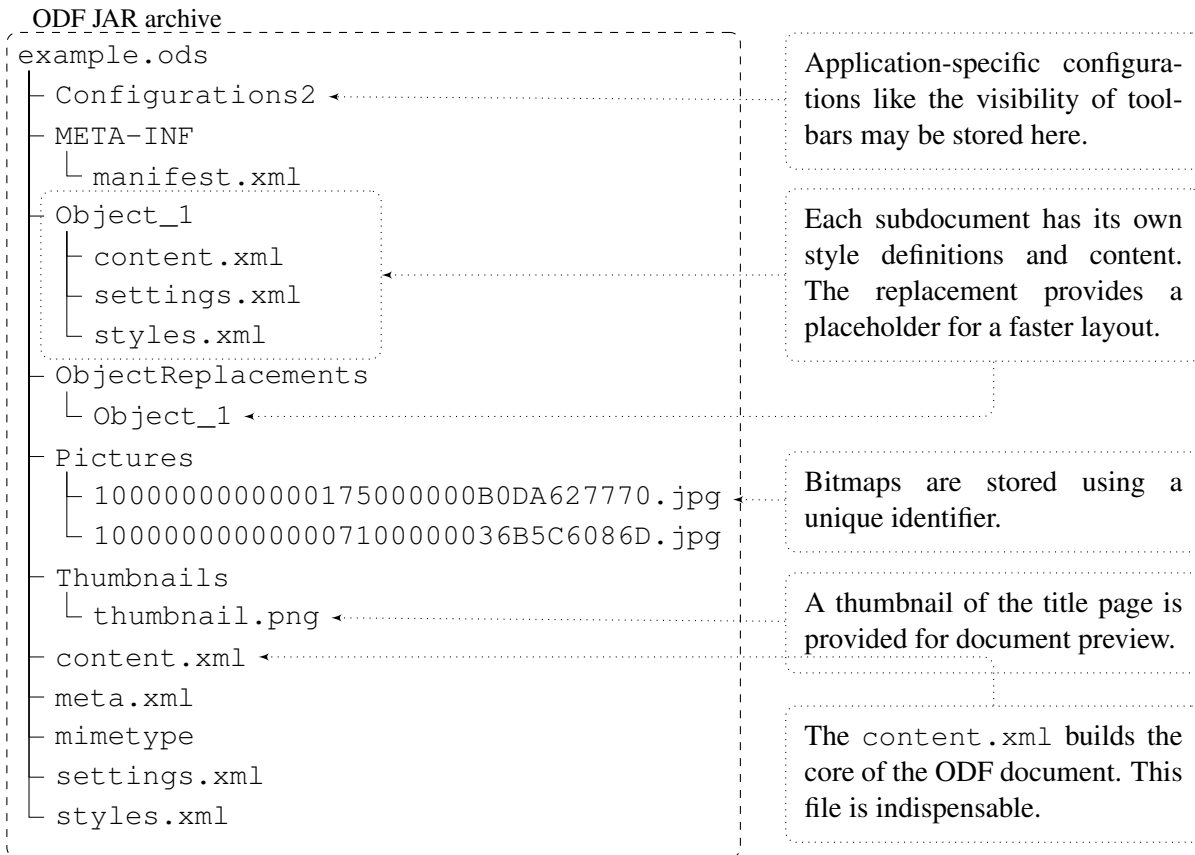 ODF JAR archive
example.ods
Configurations2
META-INF
manifest.xml
Object_1
content.xml
settings.xml
styles.xml
ObjectReplacements
Object_1
Pictures
1000000000000175000000B0DA627770.jpg
100000000000007100000036B5C6086D.jpg
Thumbnails
thumbnail.png
content.xml
meta.xml
mimetype
settings.xml
styles.xml
Application-specific configura-
tions like the visibility of tool-
bars may be stored here.
Each subdocument has its own
style definitions and content.
The replacement provides a
placeholder for a faster layout.
Bitmaps are stored using a
unique identifier.
A thumbnail of the title page is
provided for document preview.
The content.xml builds the
core of the ODF document. This
file is indispensable.